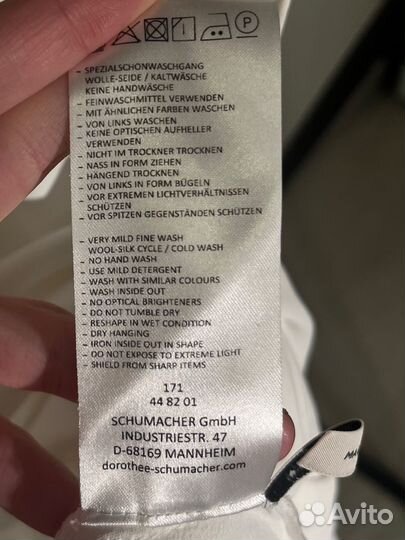 P
- SPEZIALSCHONWASCHGANG
WOLLE-SEIDE / KALTWÄSCHE
KEINE HANDWÄSCHE
- FEINWASCHMITTEL VERWENDEN
- MIT ÄHNLICHEN FARBEN WASCHEN
- VON LINKS WASCHEN
- KEINE OPTISCHEN AUFHELLER
VERWENDEN
- NICHT IM TROCKNER TROCKNEN
- NASS IN FORM ZIEHEN
- HÄNGEND TROCKNEN
- VON LINKS IN FORM BÜGELN
- VOR EXTREMEN LICHTVERHÄLTNISSEN
SCHÜTZEN
- VOR SPITZEN GEGENSTÄNDEN SCHÜTZEN
- VERY MILD FINE WASH
WOOL-SILK CYCLE / COLD WASH
- NO HAND WASH
- USE MILD DETERGENT
- WASH WITH SIMILAR COLOURS
- WASH INSIDE OUT
- NO OPTICAL BRIGHTENERS
- DO NOT TUMBLE DRY
- RESHAPE IN WET CONDITION
- DRY HANGING
- IRON INSIDE OUT IN SHAPE
- DO NOT EXPOSE TO EXTREME LIGHT
- SHIELD FROM SHARP ITEMS
171
44 82 01
SCHUMACHER GmbH
INDUSTRIESTR. 47
D-68169 MANNHEIM
dorothee-schumacher.com
Avito